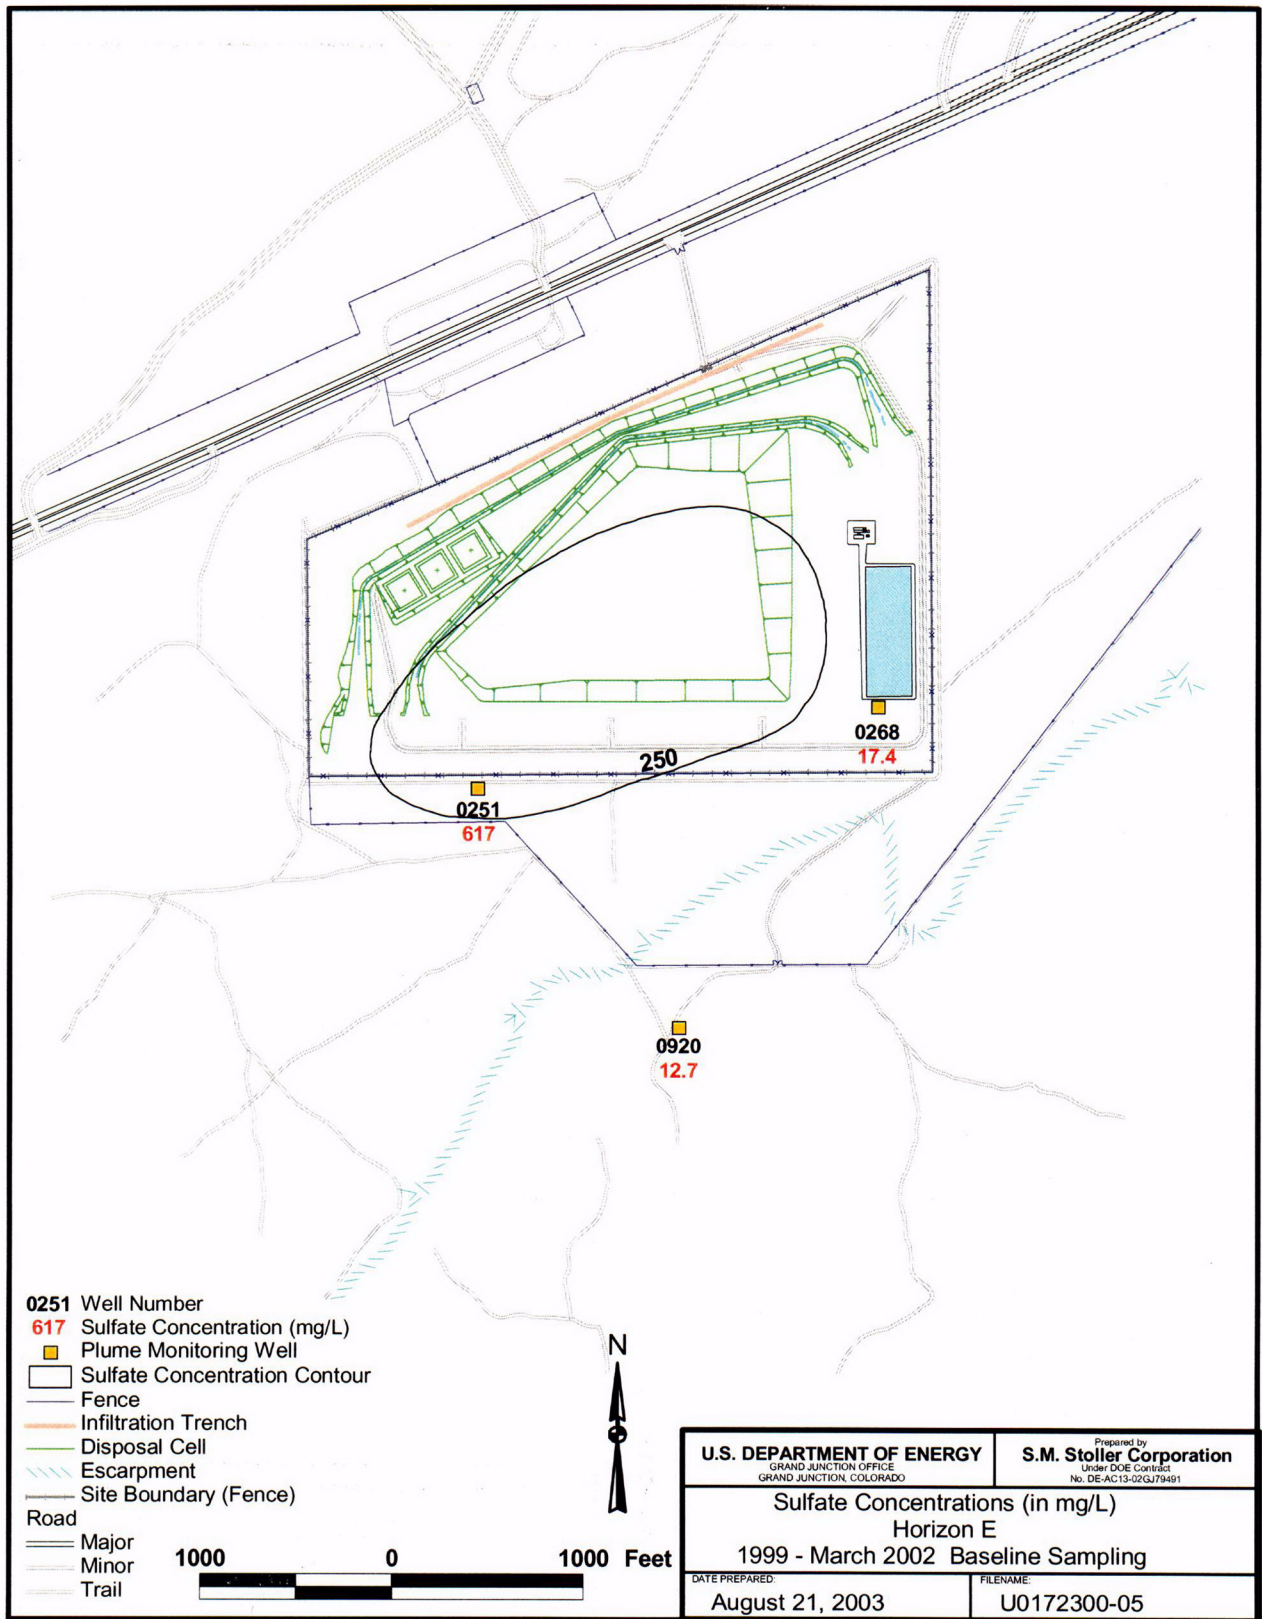 250
0268
17.4
0251
617
0920
12.7
0251 Well Number
617 Sulfate Concentration (mg/L)
Plume Monitoring Well
Sulfate Concentration Contour
Fence
Infiltration Trench
Disposal Cell
Escarpment
Site Boundary (Fence)
Road
Major
Minor
Trail
1000 0 1000 Feet
N
U.S. DEPARTMENT OF ENERGY
GRAND JUNCTION OFFICE
GRAND JUNCTION, COLORADO
Prepared by
S.M. Stoller Corporation
Under DOE Contract
No. DE-AC13-02GJ79491
Sulfate Concentrations (in mg/L)
Horizon E
1999 - March 2002 Baseline Sampling
DATE PREPARED:
August 21, 2003
FILENAME:
U0172300-05